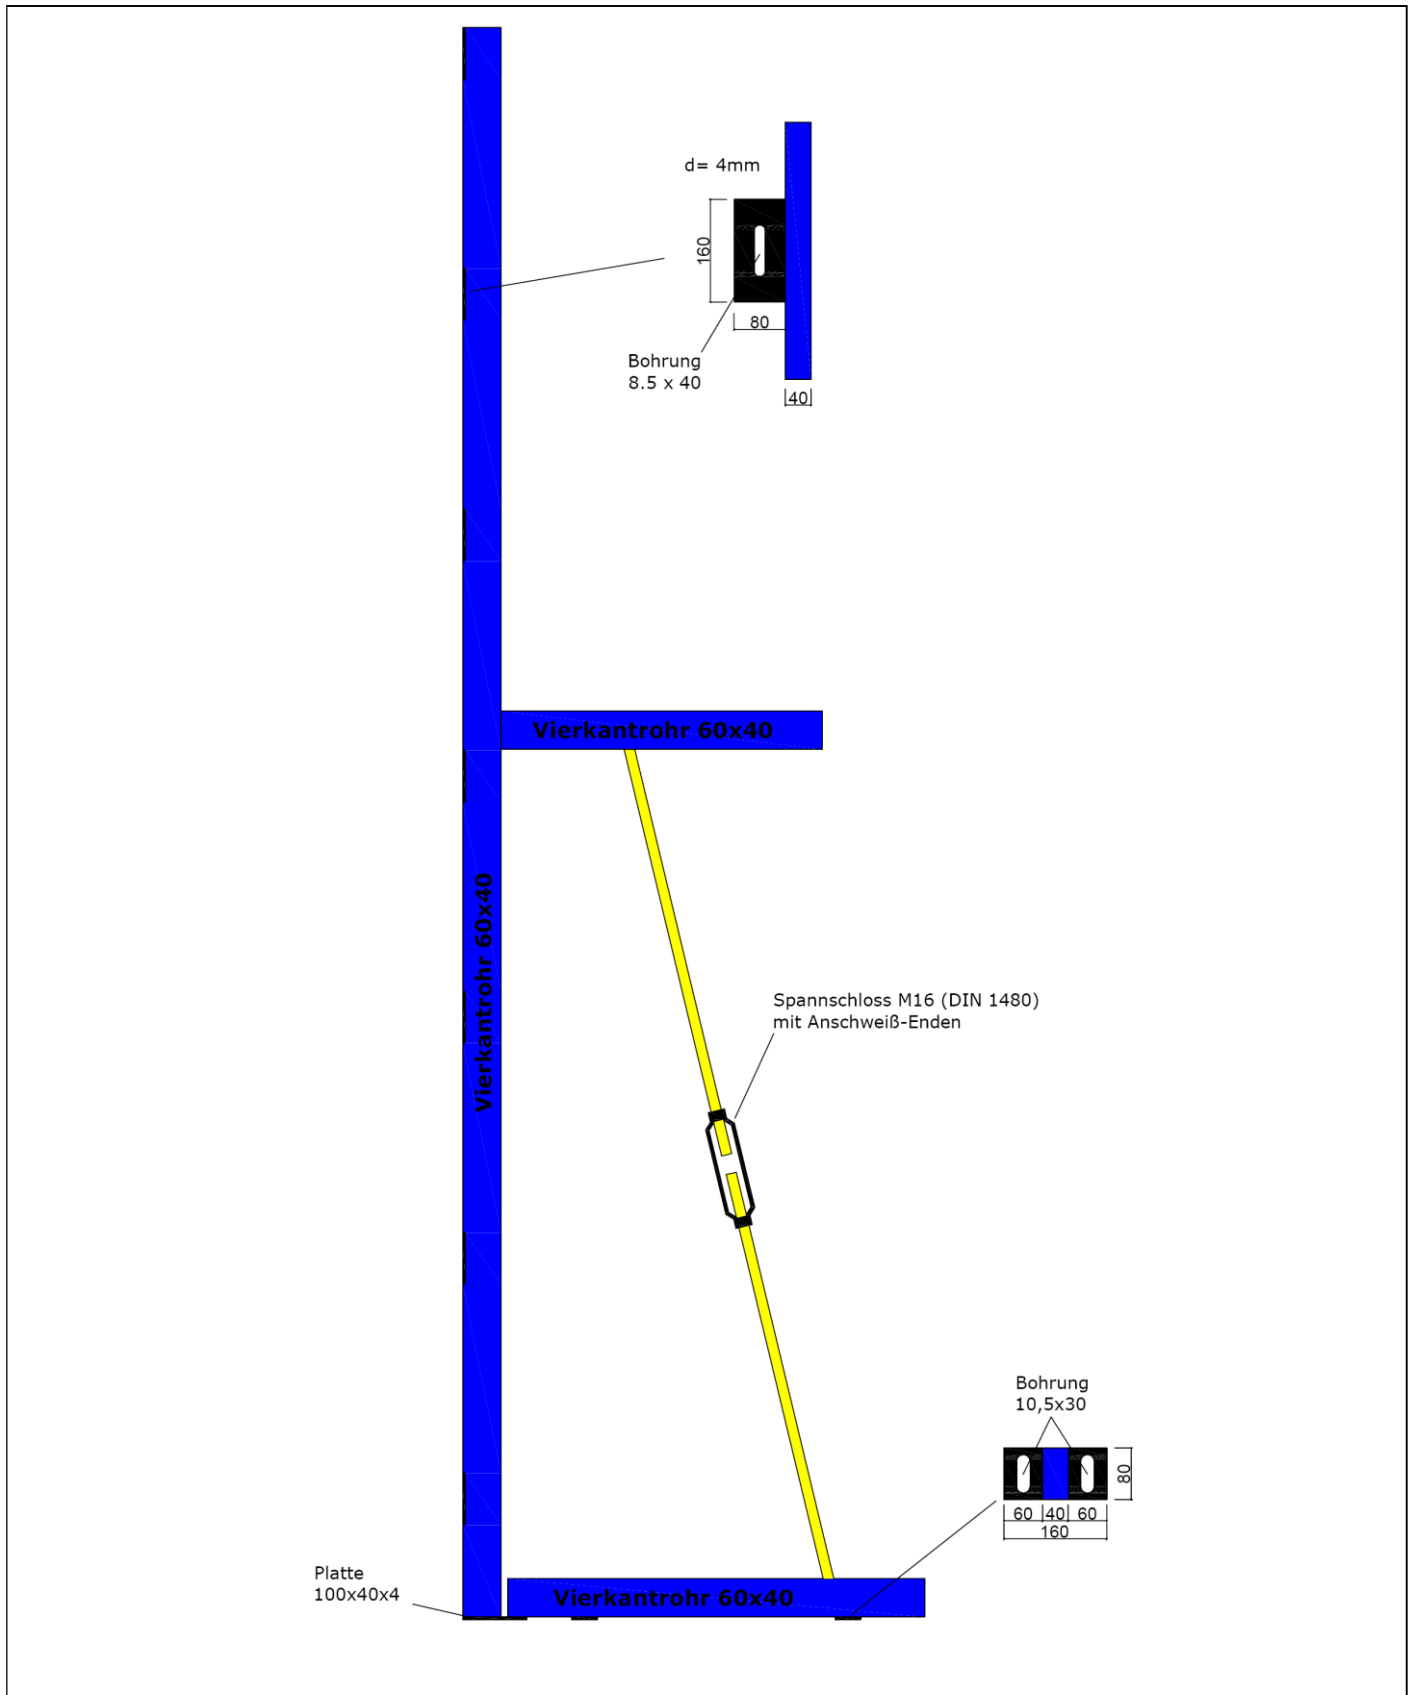 d= 4mm
160
80
Bohrung
8.5 x 40
40
Vierkantrohr 60x40
Vierkantrohr 60x40
Spannschloss M16 (DIN 1480)
mit Anschweiß-Enden
Bohrung
10,5x30
80
60 40 60
160
Platte
100x40x4
Vierkantrohr 60x40